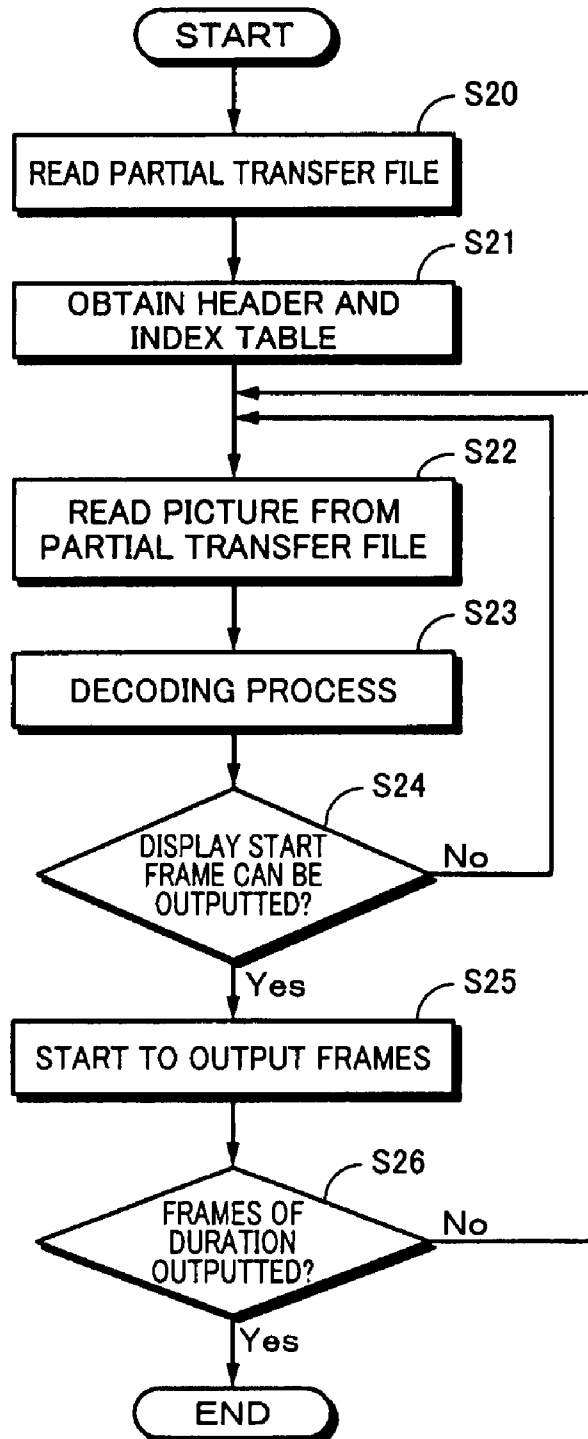 START
S20
READ PARTIAL TRANSFER FILE
S21
OBTAIN HEADER AND
INDEX TABLE
S22
READ PICTURE FROM
PARTIAL TRANSFER FILE
S23
DECODING PROCESS
S24
DISPLAY START
FRAME CAN BE
OUTPUTTED?
No
Yes
S25
START TO OUTPUT FRAMES
S26
FRAMES OF
DURATION
OUTPUTTED?
No
Yes
END